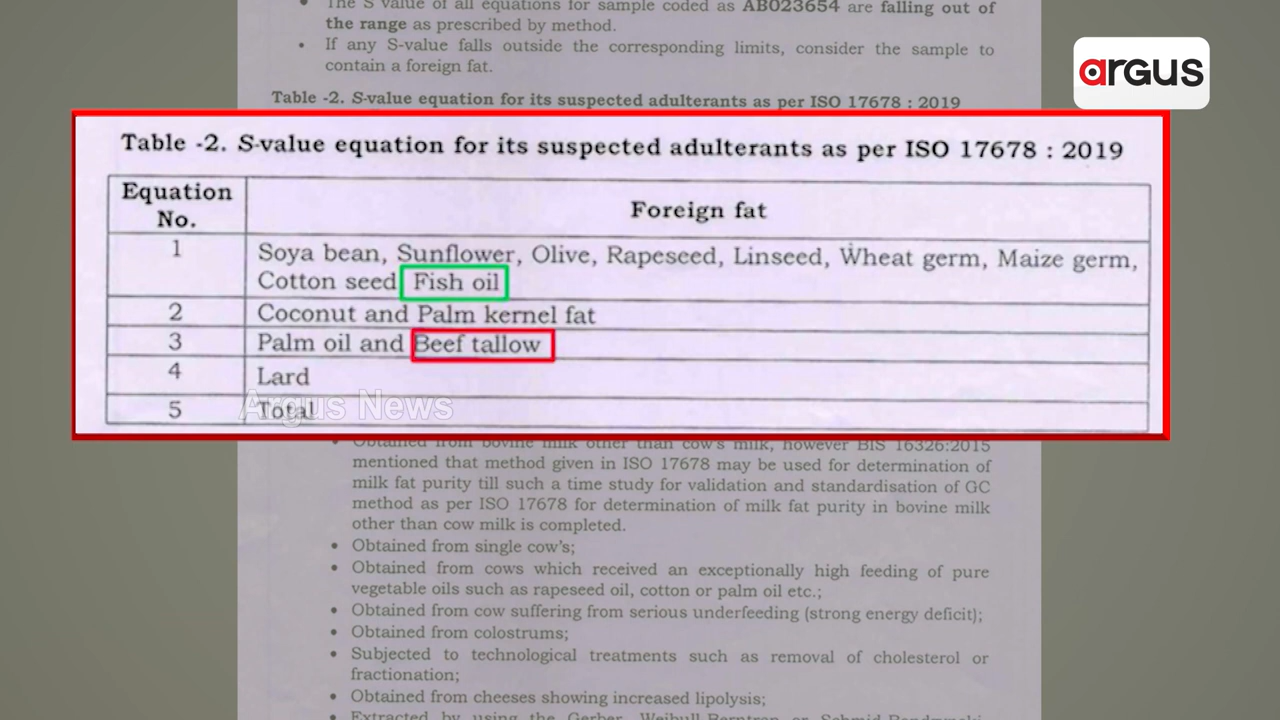 The S value of all equations for sample coded as AB023654 are falling out of
the range as prescribed by method.
If any S-value falls outside the corresponding limits, consider the sample to
contain a foreign fat.
argus
Table -2. S-value equation for its suspected adulterants as per ISO 17678 : 2019
Table -2. S-value equation for its suspected adulterants as per ISO 17678 : 2019
Equation No. Foreign fat
1 Soya bean, Sunflower, Olive, Rapeseed, Linseed, Wheat germ, Maize germ,
Cotton seed Fish oil
2 Coconut and Palm kernel fat
3 Palm oil and Beef tallow
4 Lard
5 Total
Argus News
Obtained from bovine milk other than cow's milk, however BIS 16326:2015
mentioned that method given in ISO 17678 may be used for determination of
milk fat purity till such a time study for validation and standardisation of GC
method as per ISO 17678 for determination of milk fat purity in bovine milk
other than cow milk is completed.
Obtained from single cow's;
Obtained from cows which received an exceptionally high feeding of pure
vegetable oils such as rapeseed oil, cotton or palm oil etc.;
Obtained from cow suffering from serious underfeeding (strong energy deficit);
Obtained from colostrums;
Subjected to technological treatments such as removal of cholesterol or
fractionation;
Obtained from cheeses showing increased lipolysis;
Extracted by using the Gerber,